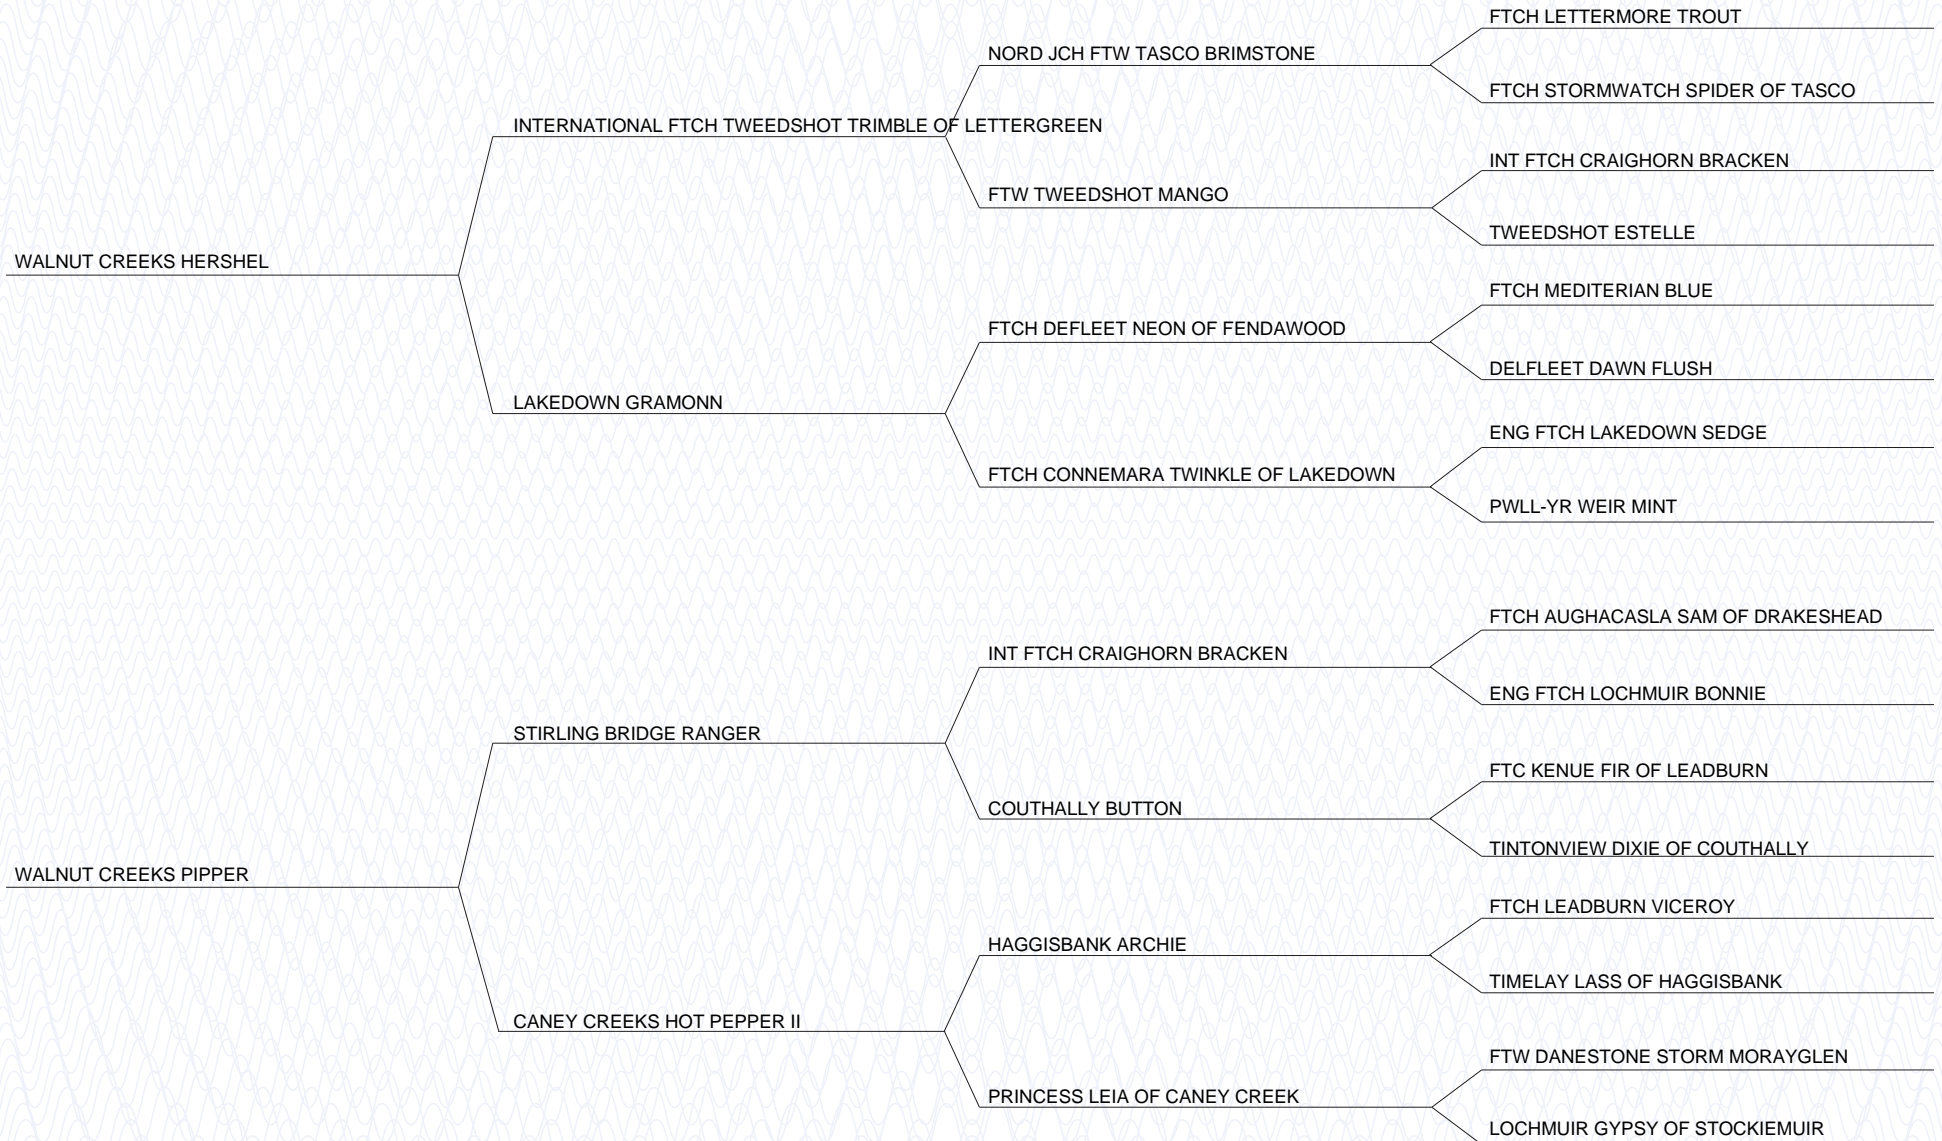 FTCH LETTERMORE TROUT
NORD JCH FTW TASCO BRIMSTONE
FTCH STORMWATCH SPIDER OF TASCO
INTERNATIONAL FTCH TWEEDSHOT TRIMBLE OF LETTERGREEN
INT FTCH CRAIGHORN BRACKEN
FTW TWEEDSHOT MANGO
TWEEDSHOT ESTELLE
WALNUT CREEKS HERSHEL
FTCH MEDITERIAN BLUE
FTCH DEFLEET NEON OF FENDAWOOD
DELFLEET DAWN FLUSH
LAKEDOWN GRAMONN
ENG FTCH LAKEDOWN SEDGE
FTCH CONNEMARA TWINKLE OF LAKEDOWN
PWLL-YR WEIR MINT
FTCH AUGHACASLA SAM OF DRAKESHEAD
INT FTCH CRAIGHORN BRACKEN
ENG FTCH LOCHMUIR BONNIE
STIRLING BRIDGE RANGER
FTC KENUE FIR OF LEADBURN
COUTHALLY BUTTON
TINTONVIEW DIXIE OF COUTHALLY
WALNUT CREEKS PIPPER
FTCH LEADBURN VICEROY
HAGGISBANK ARCHIE
TIMELAY LASS OF HAGGISBANK
CANEY CREEKS HOT PEPPER II
FTW DANESTONE STORM MORAYGLEN
PRINCESS LEIA OF CANEY CREEK
LOCHMUIR GYPSY OF STOCKIEMUIR